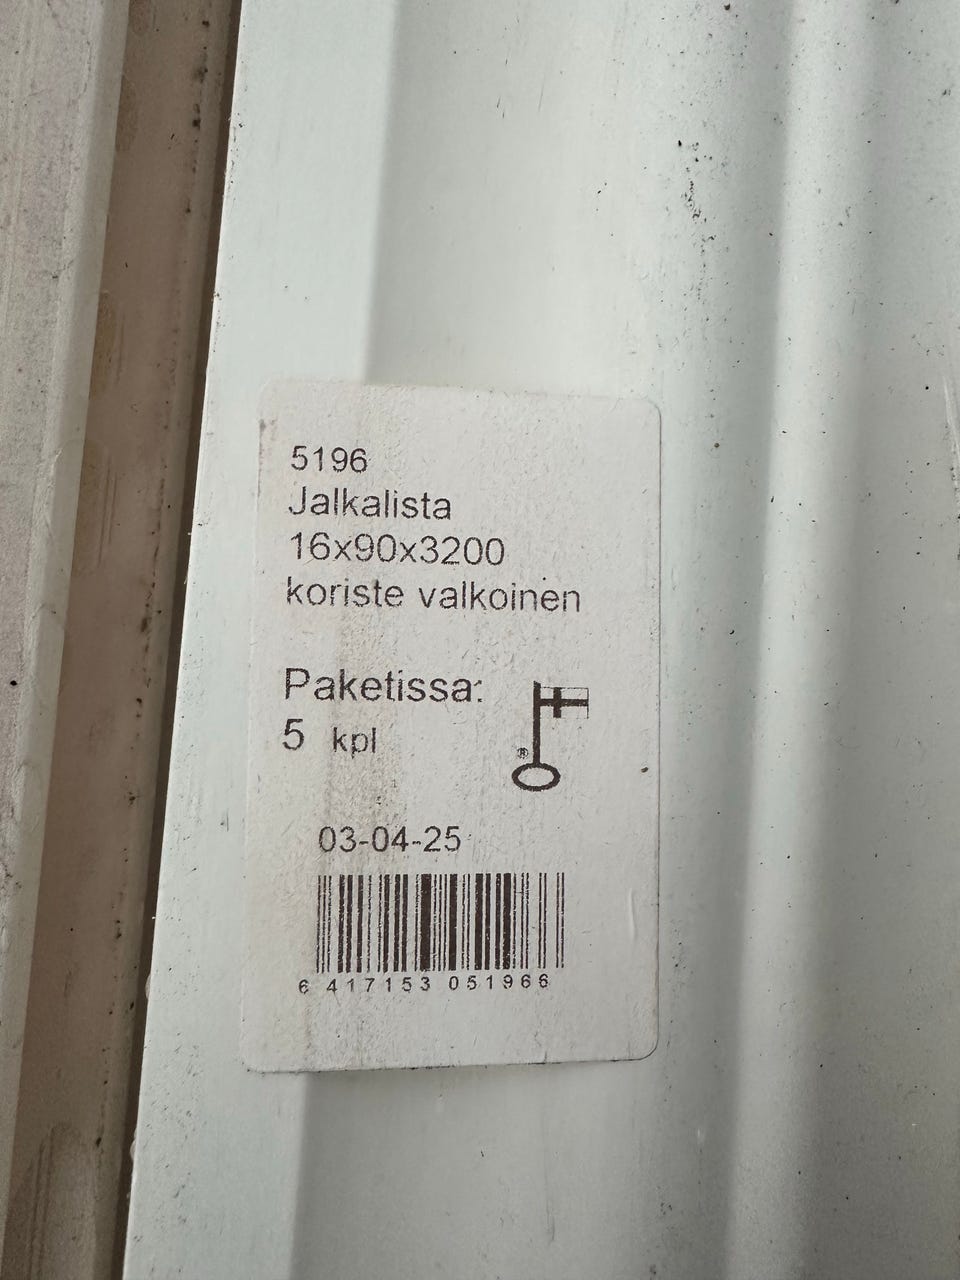 5196
Jalkalista
16x90x3200
koriste valkoinen
Paketissa:
5 kpl
®
03-04-25
6 417153 051966